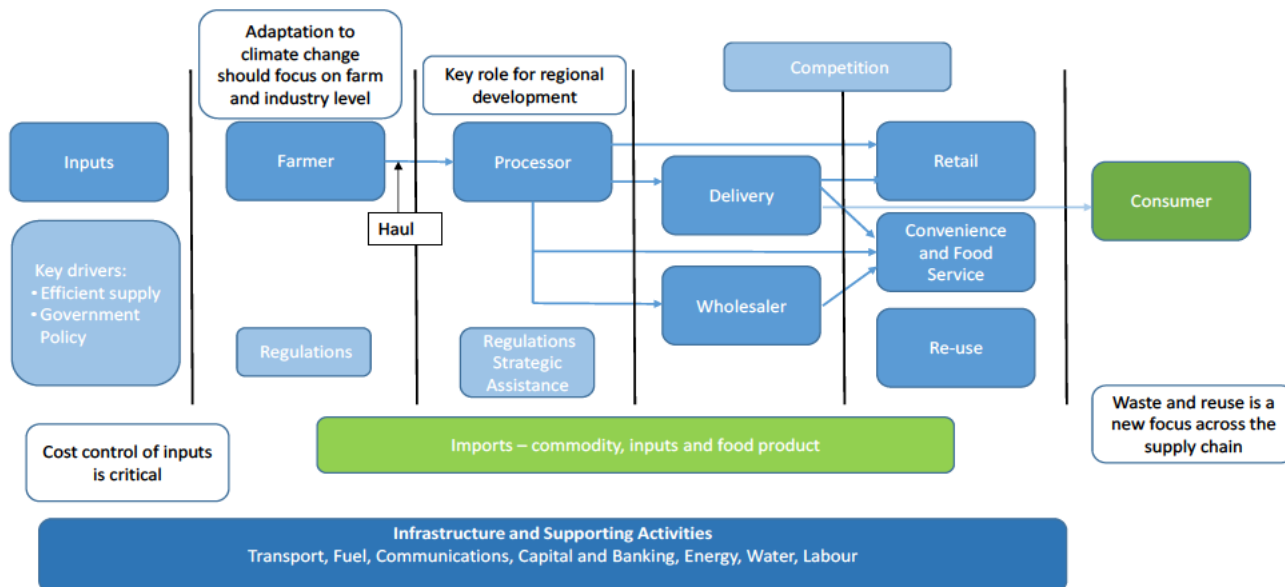 Adaptation to
climate change
should focus on farm
and industry level
Key role for regional
development
Competition
Inputs
Farmer
Processor
Retail
Delivery
Consumer
Haul
Convenience
and Food
Service
Key drivers:
• Efficient supply
• Government
Policy
Wholesaler
Regulations
Regulations
Strategic
Assistance
Re-use
Waste and reuse is a
new focus across the
supply chain
Cost control of inputs
is critical
Imports – commodity, inputs and food product
Infrastructure and Supporting Activities
Transport, Fuel, Communications, Capital and Banking, Energy, Water, Labour